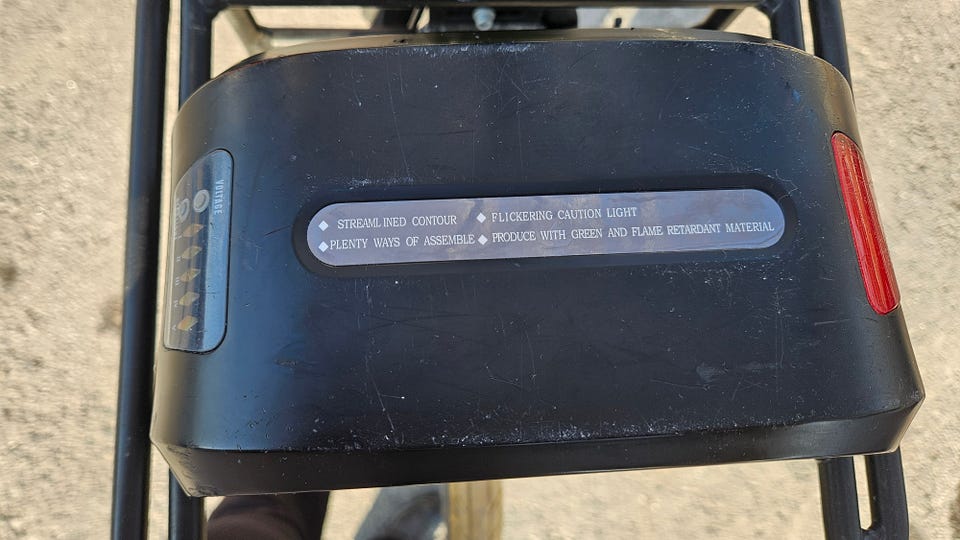 ◆ STREAMLINED CONTOUR ◆ FLICKERING CAUTION LIGHT
◆ PLENTY WAYS OF ASSEMBLE ◆ PRODUCE WITH GREEN AND FLAME RETARDANT MATERIAL
VOLTAGE